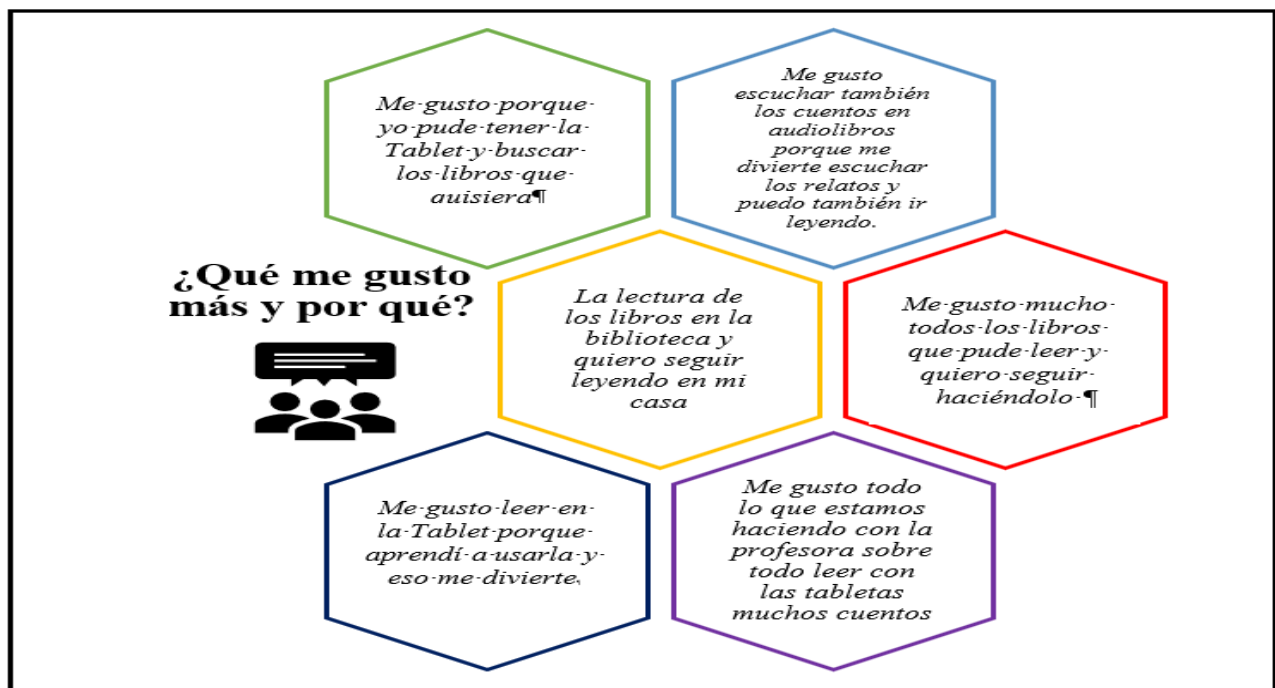 Me·gusto·porque·
yo·pude·tener·la·
Tablet·y·buscar·
los·libros·que·
auisiera¶
Me gusto
escuchar también
los cuentos en
audiolibros
porque me
divierte escuchar
los relatos y
puedo también ir
leyendo.
¿Qué me gusto
más y por qué?
La lectura de
los libros en la
biblioteca y
quiero seguir
leyendo en mi
casa
Me·gusto·mucho·
todos·los·libros·
que·pude·leer·y·
quiero·seguir·
haciéndolo·¶
Me·gusto·leer·en·
la·Tablet·porque·
aprendí·a·usarla·y·
eso·me·divierte
Me gusto todo
lo que estamos
haciendo con la
profesora sobre
todo leer con
las tabletas
muchos cuentos